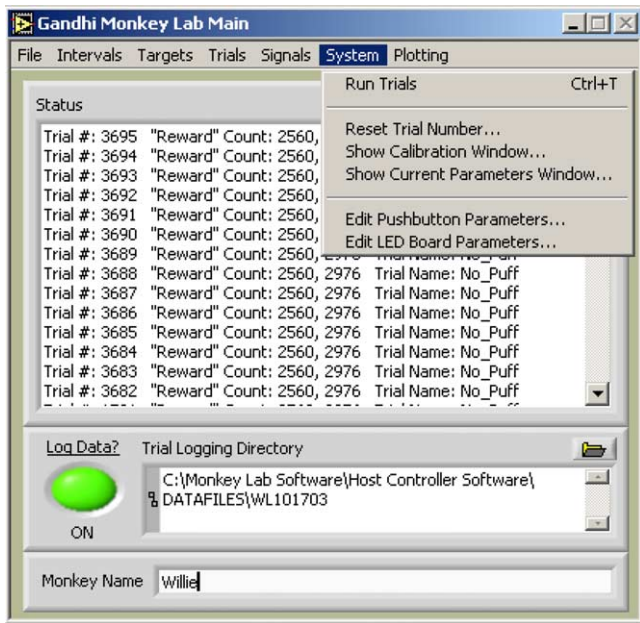 Gandhi Monkey Lab Main
File Intervals Targets Trials Signals System Plotting
Run Trials Ctrl+T
Reset Trial Number...
Show Calibration Window...
Show Current Parameters Window...
Edit Pushbutton Parameters...
Edit LED Board Parameters...
Status
Trial #: 3695 "Reward" Count: 2560,
Trial #: 3694 "Reward" Count: 2560,
Trial #: 3693 "Reward" Count: 2560,
Trial #: 3692 "Reward" Count: 2560,
Trial #: 3691 "Reward" Count: 2560,
Trial #: 3690 "Reward" Count: 2560,
Trial #: 3689 "Reward" Count: 2560, 2976 Trial Name: No_Puff
Trial #: 3688 "Reward" Count: 2560, 2976 Trial Name: No_Puff
Trial #: 3687 "Reward" Count: 2560, 2976 Trial Name: No_Puff
Trial #: 3686 "Reward" Count: 2560, 2976 Trial Name: No_Puff
Trial #: 3685 "Reward" Count: 2560, 2976 Trial Name: No_Puff
Trial #: 3684 "Reward" Count: 2560, 2976 Trial Name: No_Puff
Trial #: 3683 "Reward" Count: 2560, 2976 Trial Name: No_Puff
Trial #: 3682 "Reward" Count: 2560, 2976 Trial Name: No_Puff
Log Data?
ON
Trial Logging Directory
C:\Monkey Lab Software\Host Controller Software\
DATAFILES\WL101703
Monkey Name Willie